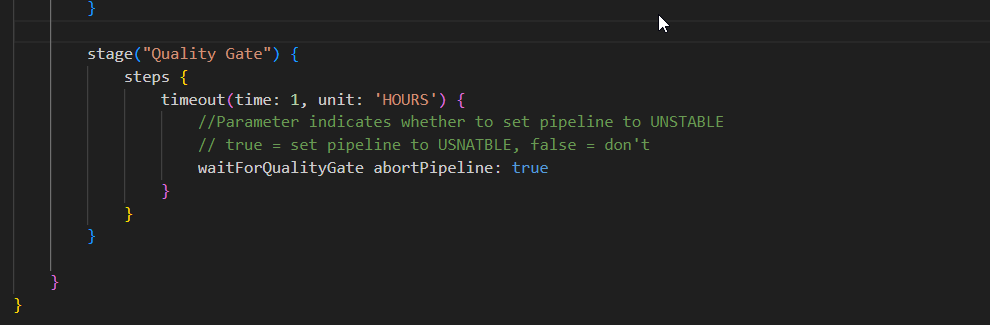 }
stage("Quality Gate") {
steps {
timeout(time: 1, unit: 'HOURS') {
//Parameter indicates whether to set pipeline to UNSTABLE
// true = set pipeline to USNATBLE, false = don't
waitForQualityGate abortPipeline: true
}
}
}
}
}